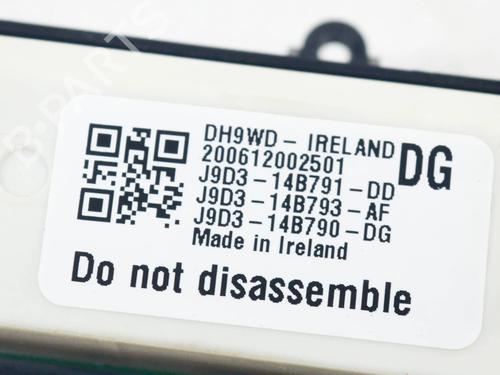 B-PARTS
DH9WD - IRELAND
200612002501
DG
J9D3-14B791-DD
J9D3-14B793-AF
J9D3-14B790-DG
Made in Ireland
Do not disassemble